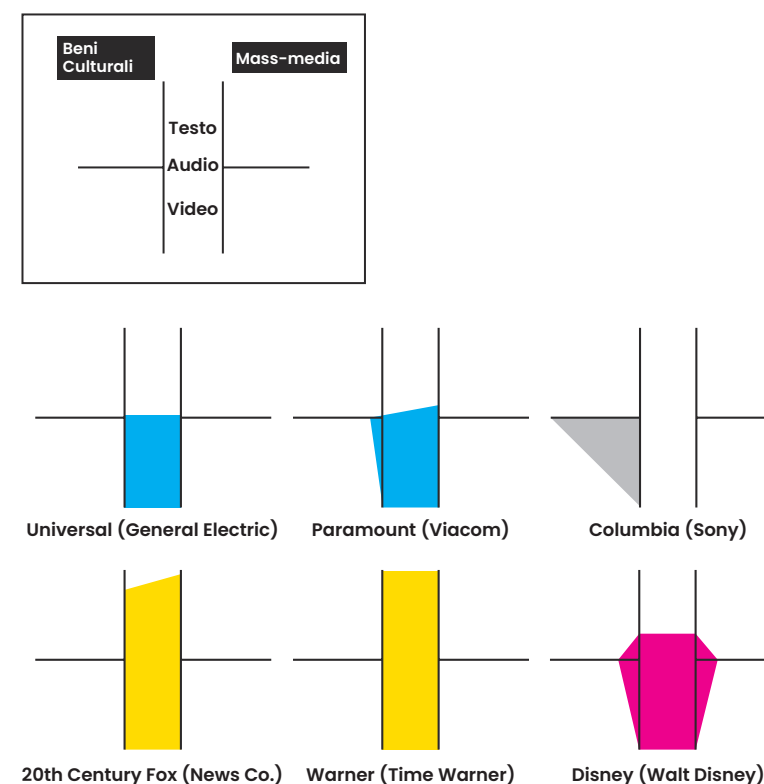 Beni
Culturali
Mass-media
Testo
Audio
Video
Universal (General Electric)
Paramount (Viacom)
Columbia (Sony)
20th Century Fox (News Co.)
Warner (Time Warner)
Disney (Walt Disney)